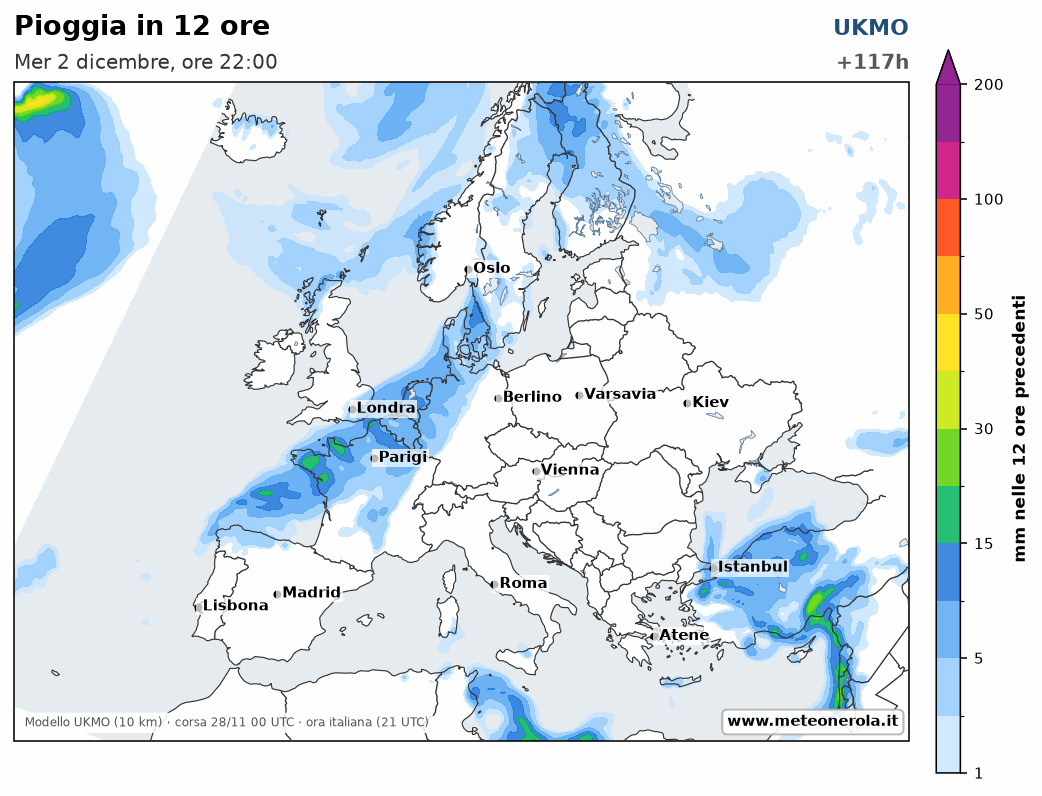 Pioggia in 12 ore
UKMO
Mer 2 dicembre, ore 22:00
+117h
200
100
50
30
15
5
1
mm nelle 12 ore precedenti
Oslo
Berlino
Varsavia
Kiev
Londra
Parigi
Vienna
Istanbul
Roma
Madrid
Lisbona
Atene
Modello UKMO (10 km) · corsa 28/11 00 UTC · ora italiana (21 UTC)
www.meteonerola.it